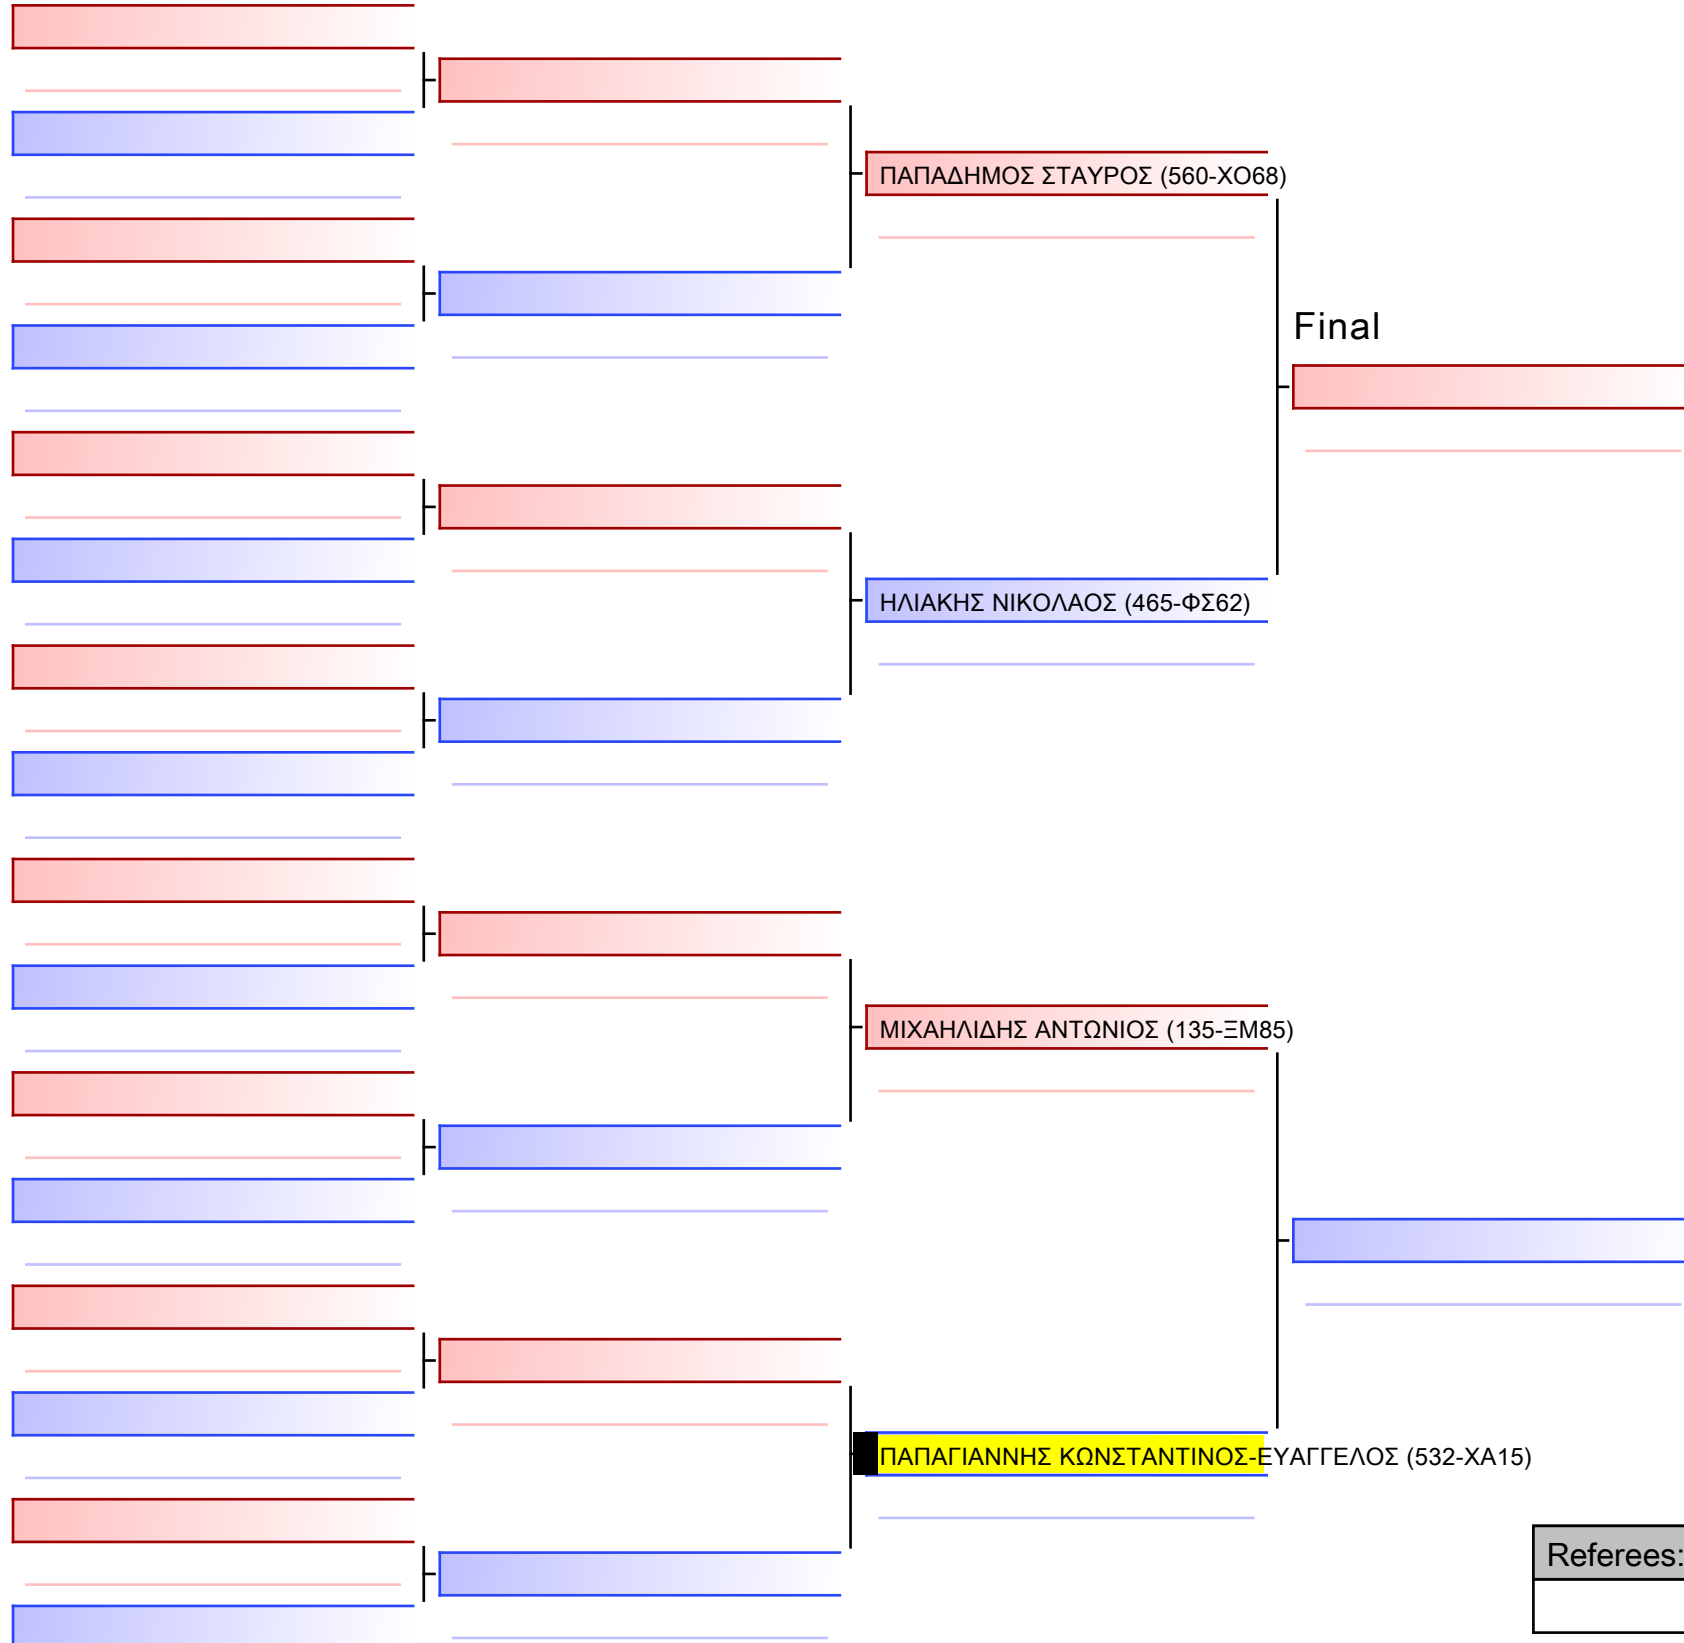 ΠΑΠΑΔΗΜΟΣ ΣΤΑΥΡΟΣ (560-ΧΟ68)
Final
ΗΛΙΑΚΗΣ ΝΙΚΟΛΑΟΣ (465-ΦΣ62)
ΜΙΧΑΗΛΙΔΗΣ ΑΝΤΩΝΙΟΣ (135-ΞΜ85)
ΠΑΠΑΓΙΑΝΝΗΣ ΚΩΝΣΤΑΝΤΙΝΟΣ-ΕΥΑΓΓΕΛΟΣ (532-ΧΑ15)
Referees: